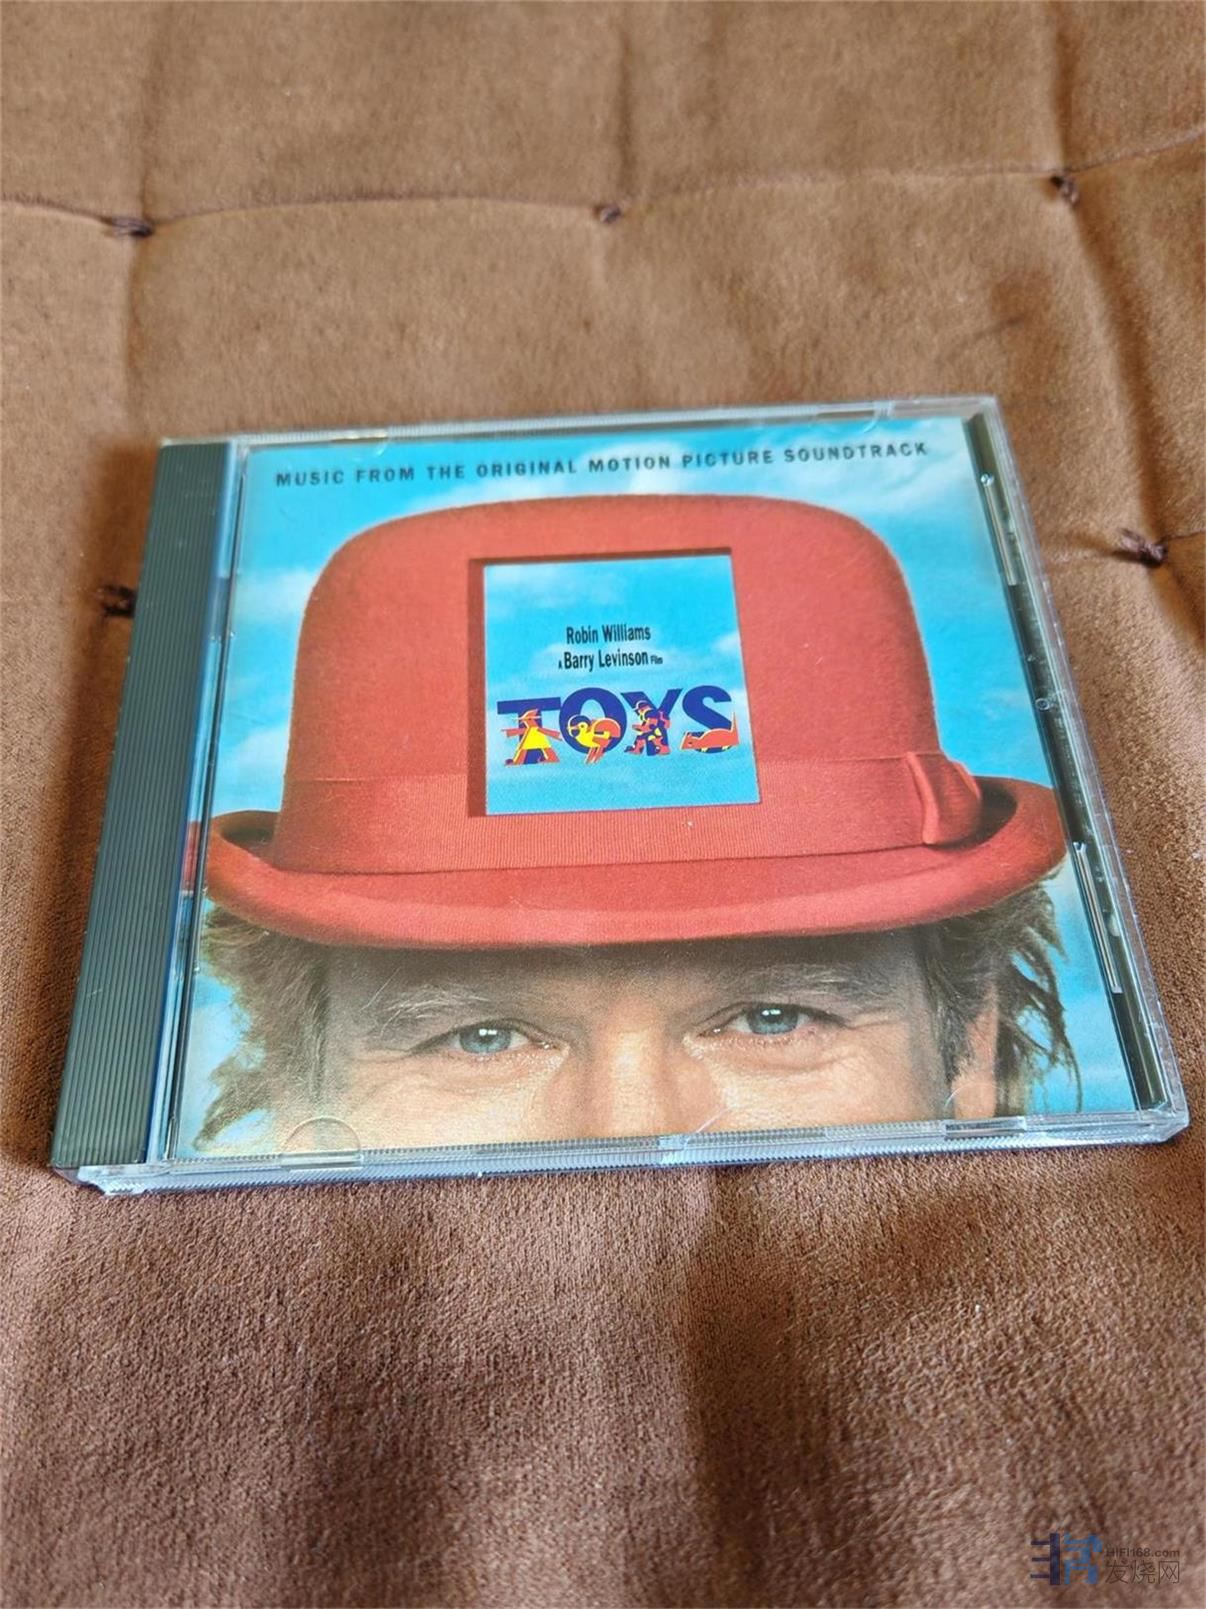 MUSIC FROM THE ORIGINAL MOTION PICTURE SOUNDTRACK
Robin Williams
A Barry Levinson Film
TOYS
HIFI168.com
发烧网